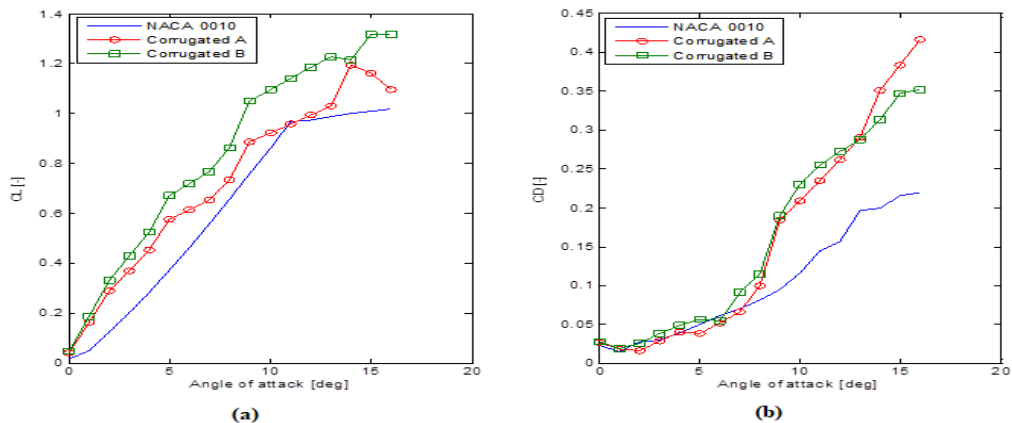 1.4
1.2
1
0.8
0.6
0.4
0.2
0
CL[-]
NACA 0010
Corrugated A
Corrugated B
0
5
10
15
20
Angle of attack [deg]
(a)
0.45
0.4
0.35
0.3
0.25
0.2
0.15
0.1
0.05
0
CD[-]
NACA 0010
Corrugated A
Corrugated B
0
5
10
15
20
Angle of attack [deg]
(b)